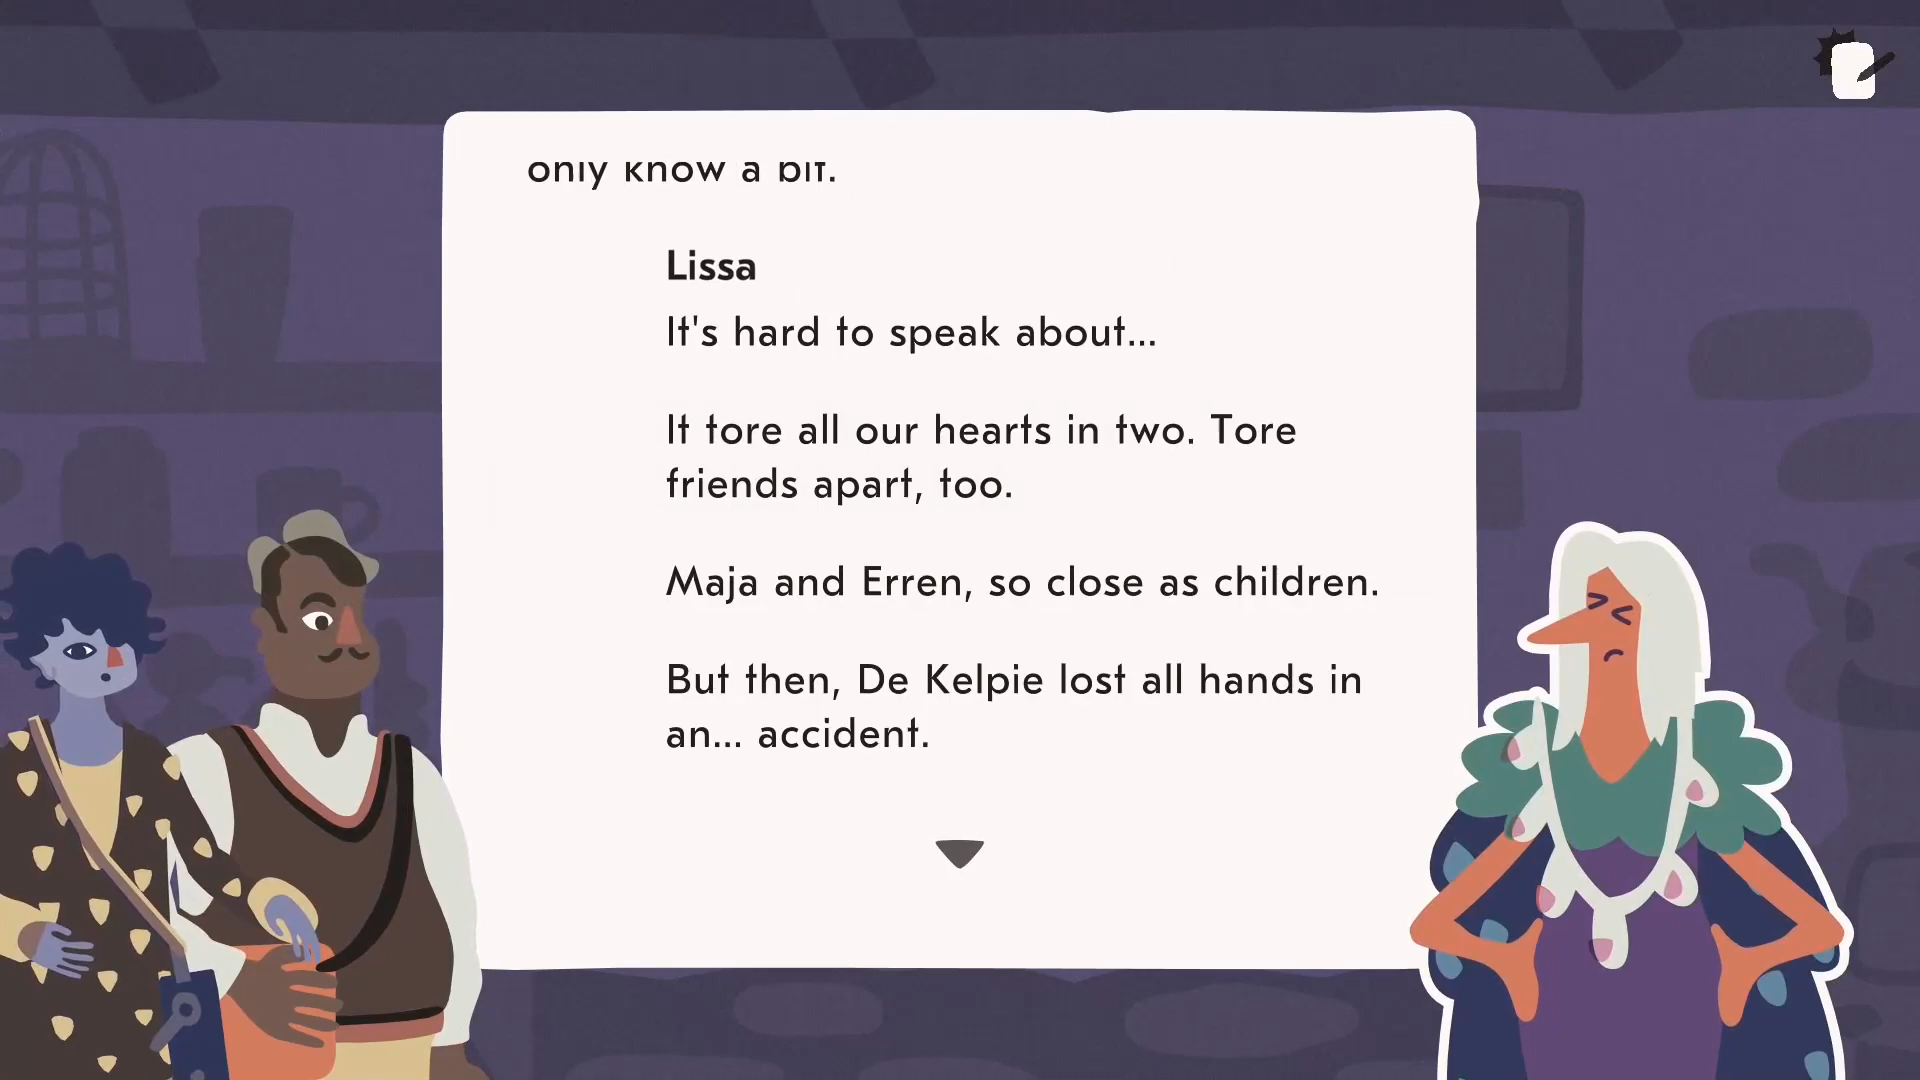 only know a bit.
Lissa
It's hard to speak about...
It tore all our hearts in two. Tore
friends apart, too.
Maja and Erren, so close as children.
But then, De Kelpie lost all hands in
an... accident.